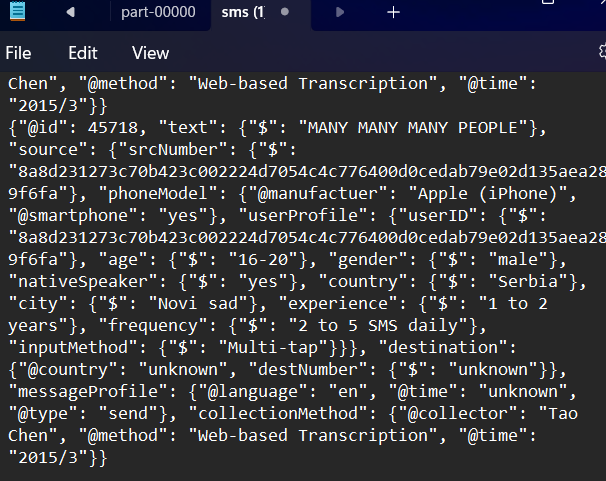 part-00000
sms (1)
File Edit View
Chen", "@method": "Web-based Transcription", "@time":
"2015/3"}}
{"@id": 45718, "text": {"$": "MANY MANY MANY PEOPLE"},
"source": {"srcNumber": {"$":
"8a8d231273c70b423c002224d7054c4c776400d0cedab79e02d135aea28
9f6fa"}, "phoneModel": {"@manufactuer": "Apple (iPhone)",
"@smartphone": "yes"}, "userProfile": {"userID": {"$":
"8a8d231273c70b423c002224d7054c4c776400d0cedab79e02d135aea28
9f6fa"}, "age": {"$": "16-20"}, "gender": {"$": "male"},
"nativeSpeaker": {"$": "yes"}, "country": {"$": "Serbia"},
"city": {"$": "Novi sad"}, "experience": {"$": "1 to 2
years"}, "frequency": {"$": "2 to 5 SMS daily"},
"inputMethod": {"$": "Multi-tap"}}}, "destination":
{"@country": "unknown", "destNumber": {"$": "unknown"}},
"messageProfile": {"@language": "en", "@time": "unknown",
"@type": "send"}, "collectionMethod": {"@collector": "Tao
Chen", "@method": "Web-based Transcription", "@time":
"2015/3"}}